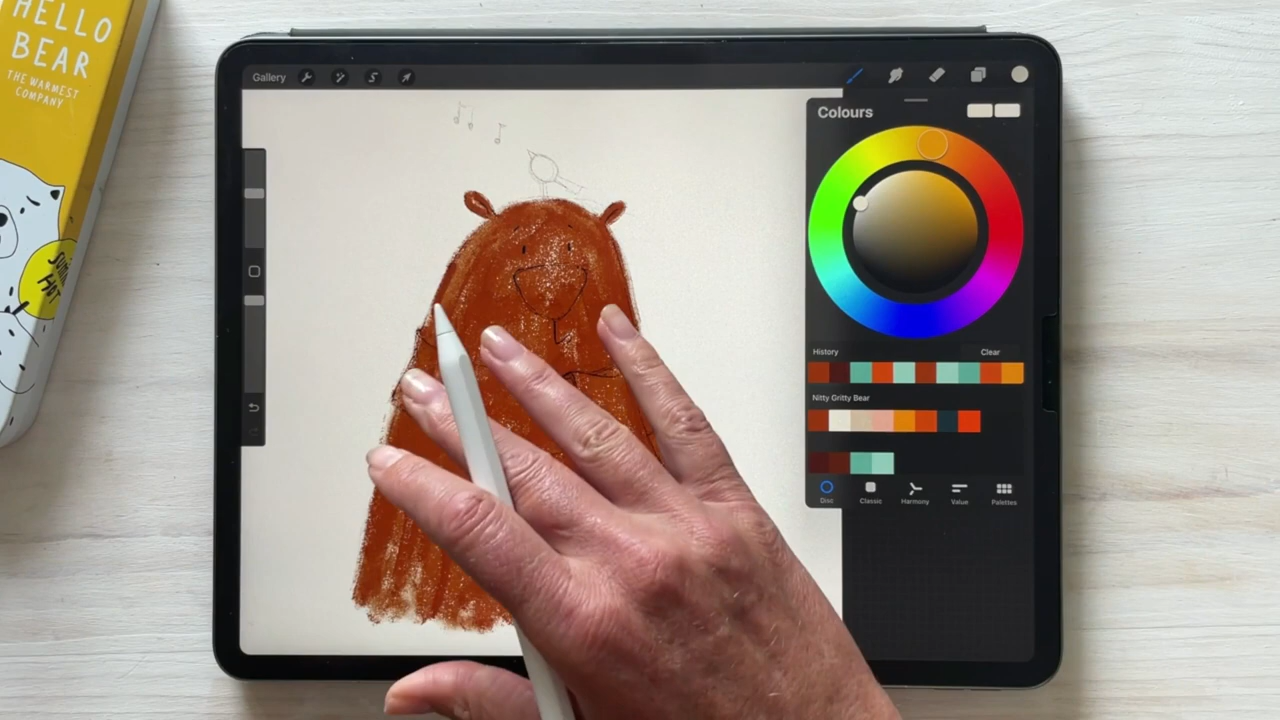 HELLO
BEAR
THE WARMEST
COMPANY
Gallery
Colours
History
Clear
Nitty Gritty Bear
Disc
Classic
Harmony
Value
Palettes